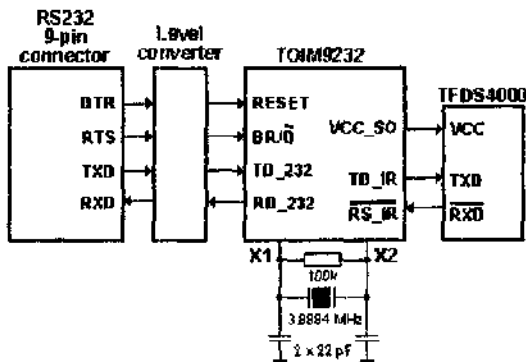 RS232
9-pin
connector
Level
converter
TOIM9232
TFDS4000
DTR
RTS
TXD
RXD
RESET
BR/D
TD_232
RD_232
VCC_SO
TD_IR
RS_IR
VCC
TXD
RXD
X1
X2
100k
3.6864 MHz
2 x 22 pF